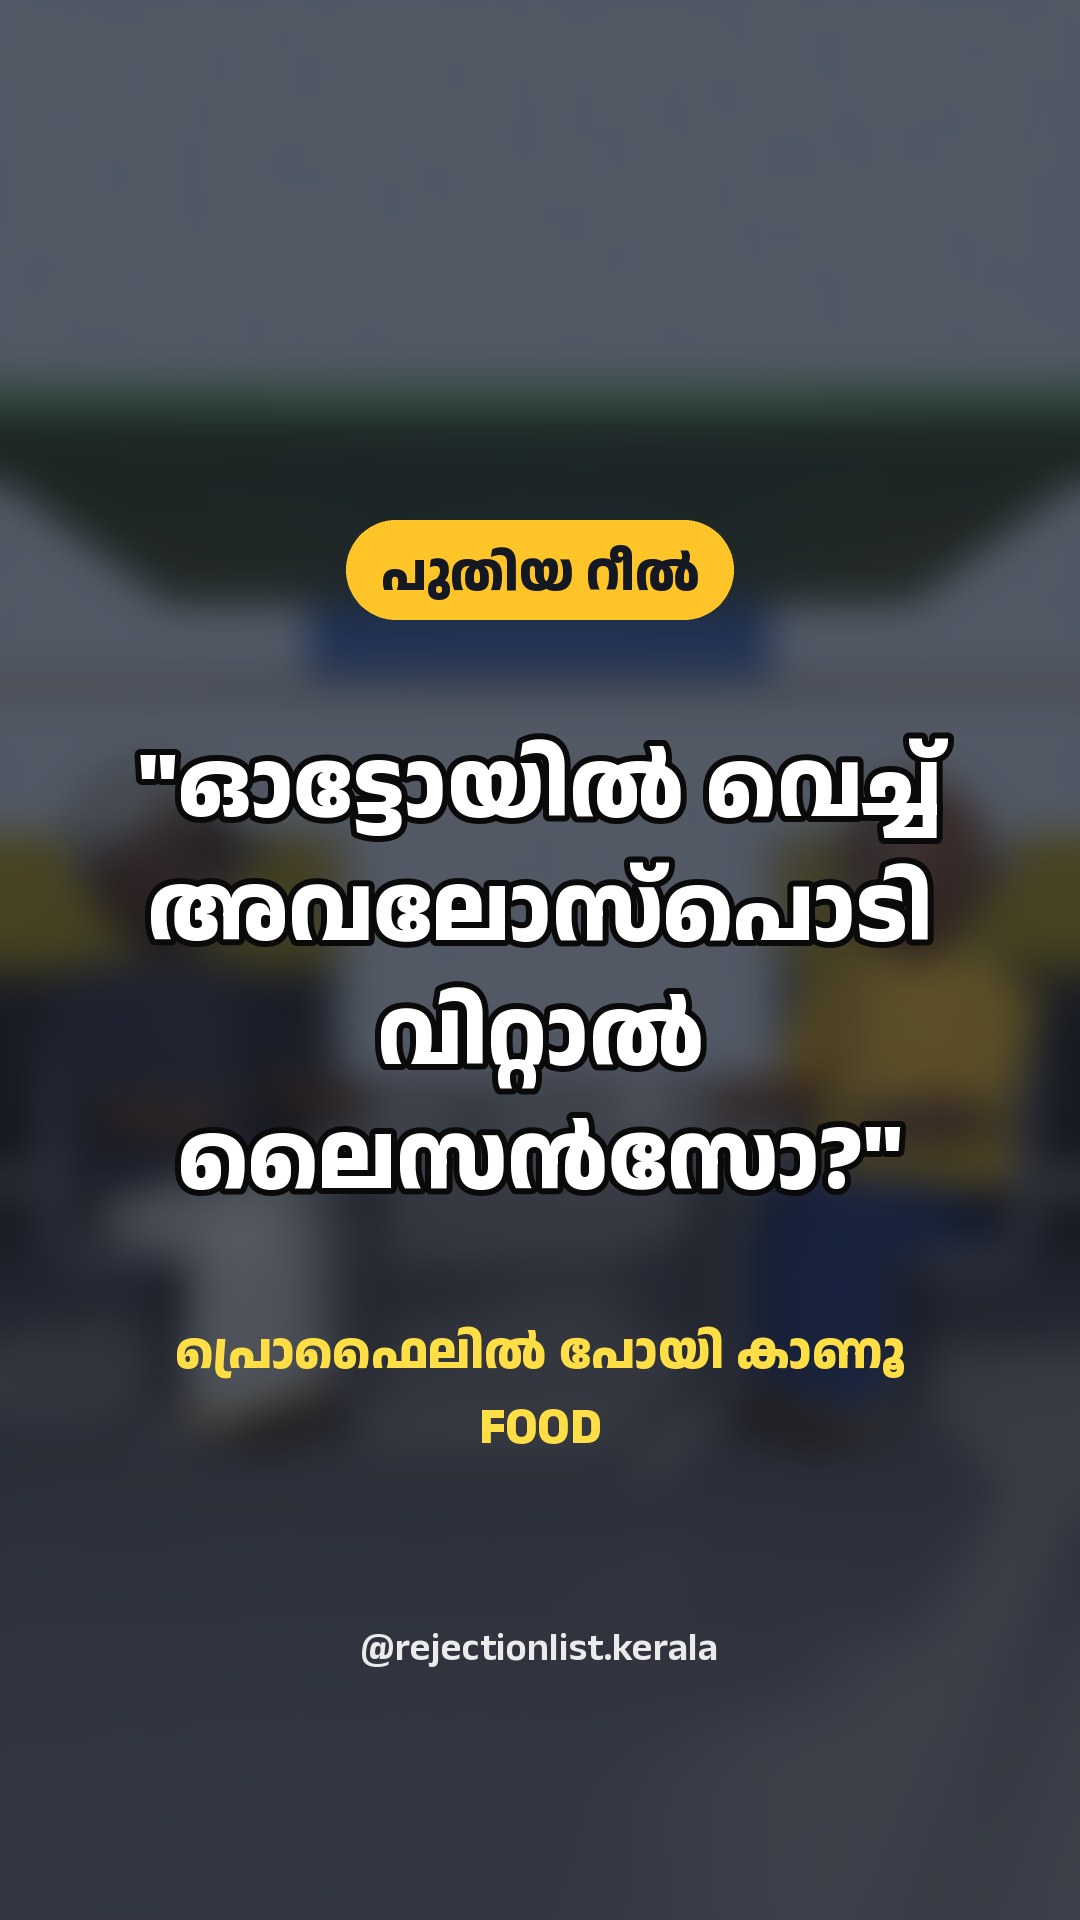 പുതിയ റീൽ
"ഓട്ടോയിൽ വെച്ച്
അവലോസ്പൊടി
വിറ്റാൽ
ലൈസൻസോ?"
പ്രൊഫൈലിൽ പോയി കാണൂ
FOOD
@rejectionlist.kerala